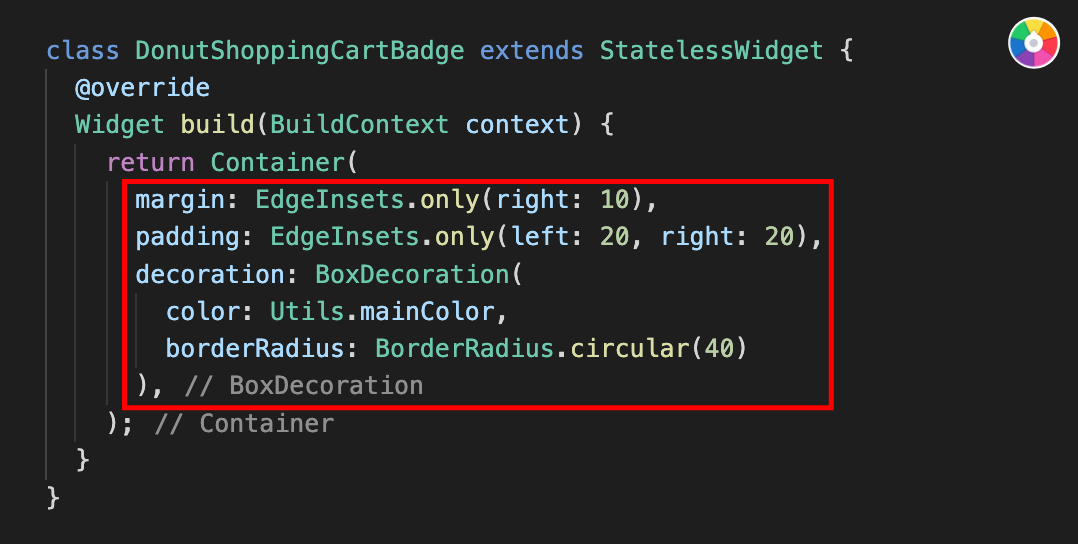 class DonutShoppingCartBadge extends StatelessWidget {
  @override
  Widget build(BuildContext context) {
    return Container(
      margin: EdgeInsets.only(right: 10),
      padding: EdgeInsets.only(left: 20, right: 20),
      decoration: BoxDecoration(
        color: Utils.mainColor,
        borderRadius: BorderRadius.circular(40)
      ), // BoxDecoration
    ); // Container
  }
}